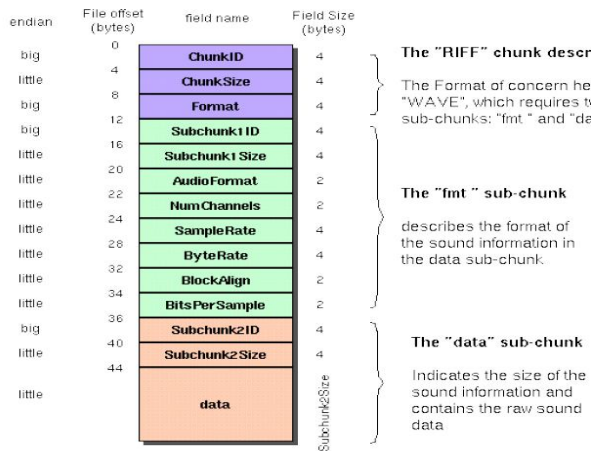 endian File offset (bytes) field name Field Size (bytes)
0
big ChunkID 4
4
little ChunkSize 4
8
big Format 4
12
big Subchunk1ID 4
16
little Subchunk1Size 4
20
little AudioFormat 2
22
little NumChannels 2
24
little SampleRate 4
28
little ByteRate 4
32
little BlockAlign 2
34
little BitsPerSample 2
36
big Subchunk2ID 4
40
little Subchunk2Size 4
44
little data Subchunk2Size
The "RIFF" chunk descr
The Format of concern he
"WAVE", which requires tw
sub-chunks: "fmt " and "da
The "fmt " sub-chunk
describes the format of
the sound information in
the data sub-chunk
The "data" sub-chunk
Indicates the size of the
sound information and
contains the raw sound
data